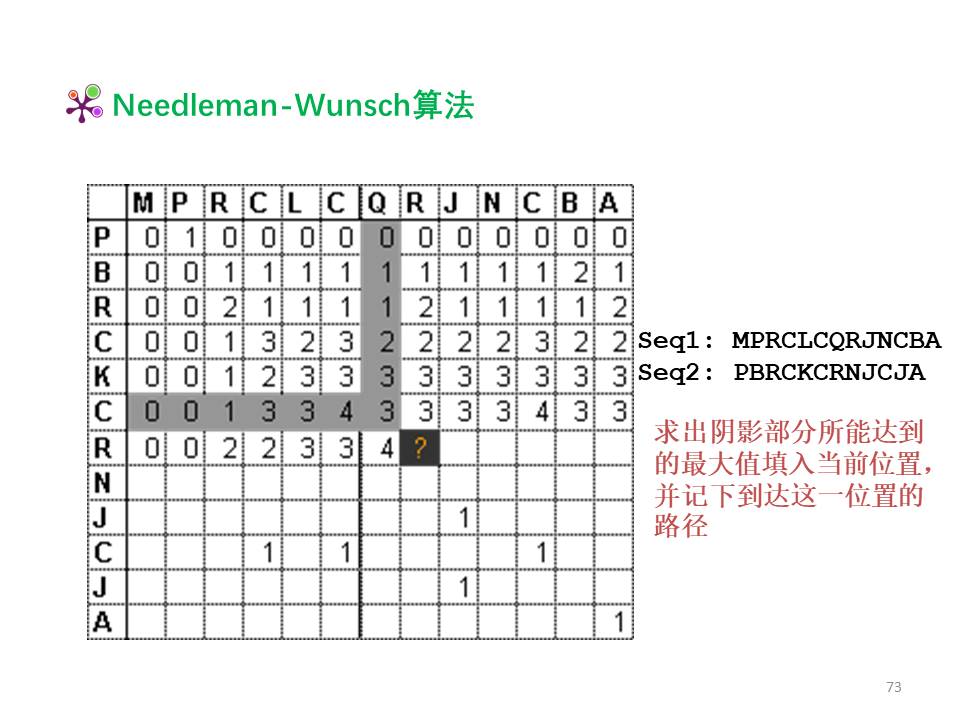 Needleman-Wunsch算法
M P R C L C Q R J N C B A
P 0 1 0 0 0 0 0 0 0 0 0 0 0
B 0 0 1 1 1 1 1 1 1 1 1 2 1
R 0 0 2 1 1 1 1 2 1 1 1 1 2
C 0 0 1 3 2 3 2 2 2 2 3 2 2
K 0 0 1 2 3 3 3 3 3 3 3 3 3
C 0 0 1 3 3 4 3 3 3 3 4 3 3
R 0 0 2 2 3 3 4 ?
N
J 1
C 1 1 1
J 1
A 1
Seq1: MPRCLCQRJNCBA
Seq2: PBRCKCRNJCJA
求出阴影部分所能达到
的最大值填入当前位置，
并记下到达这一位置的
路径
73